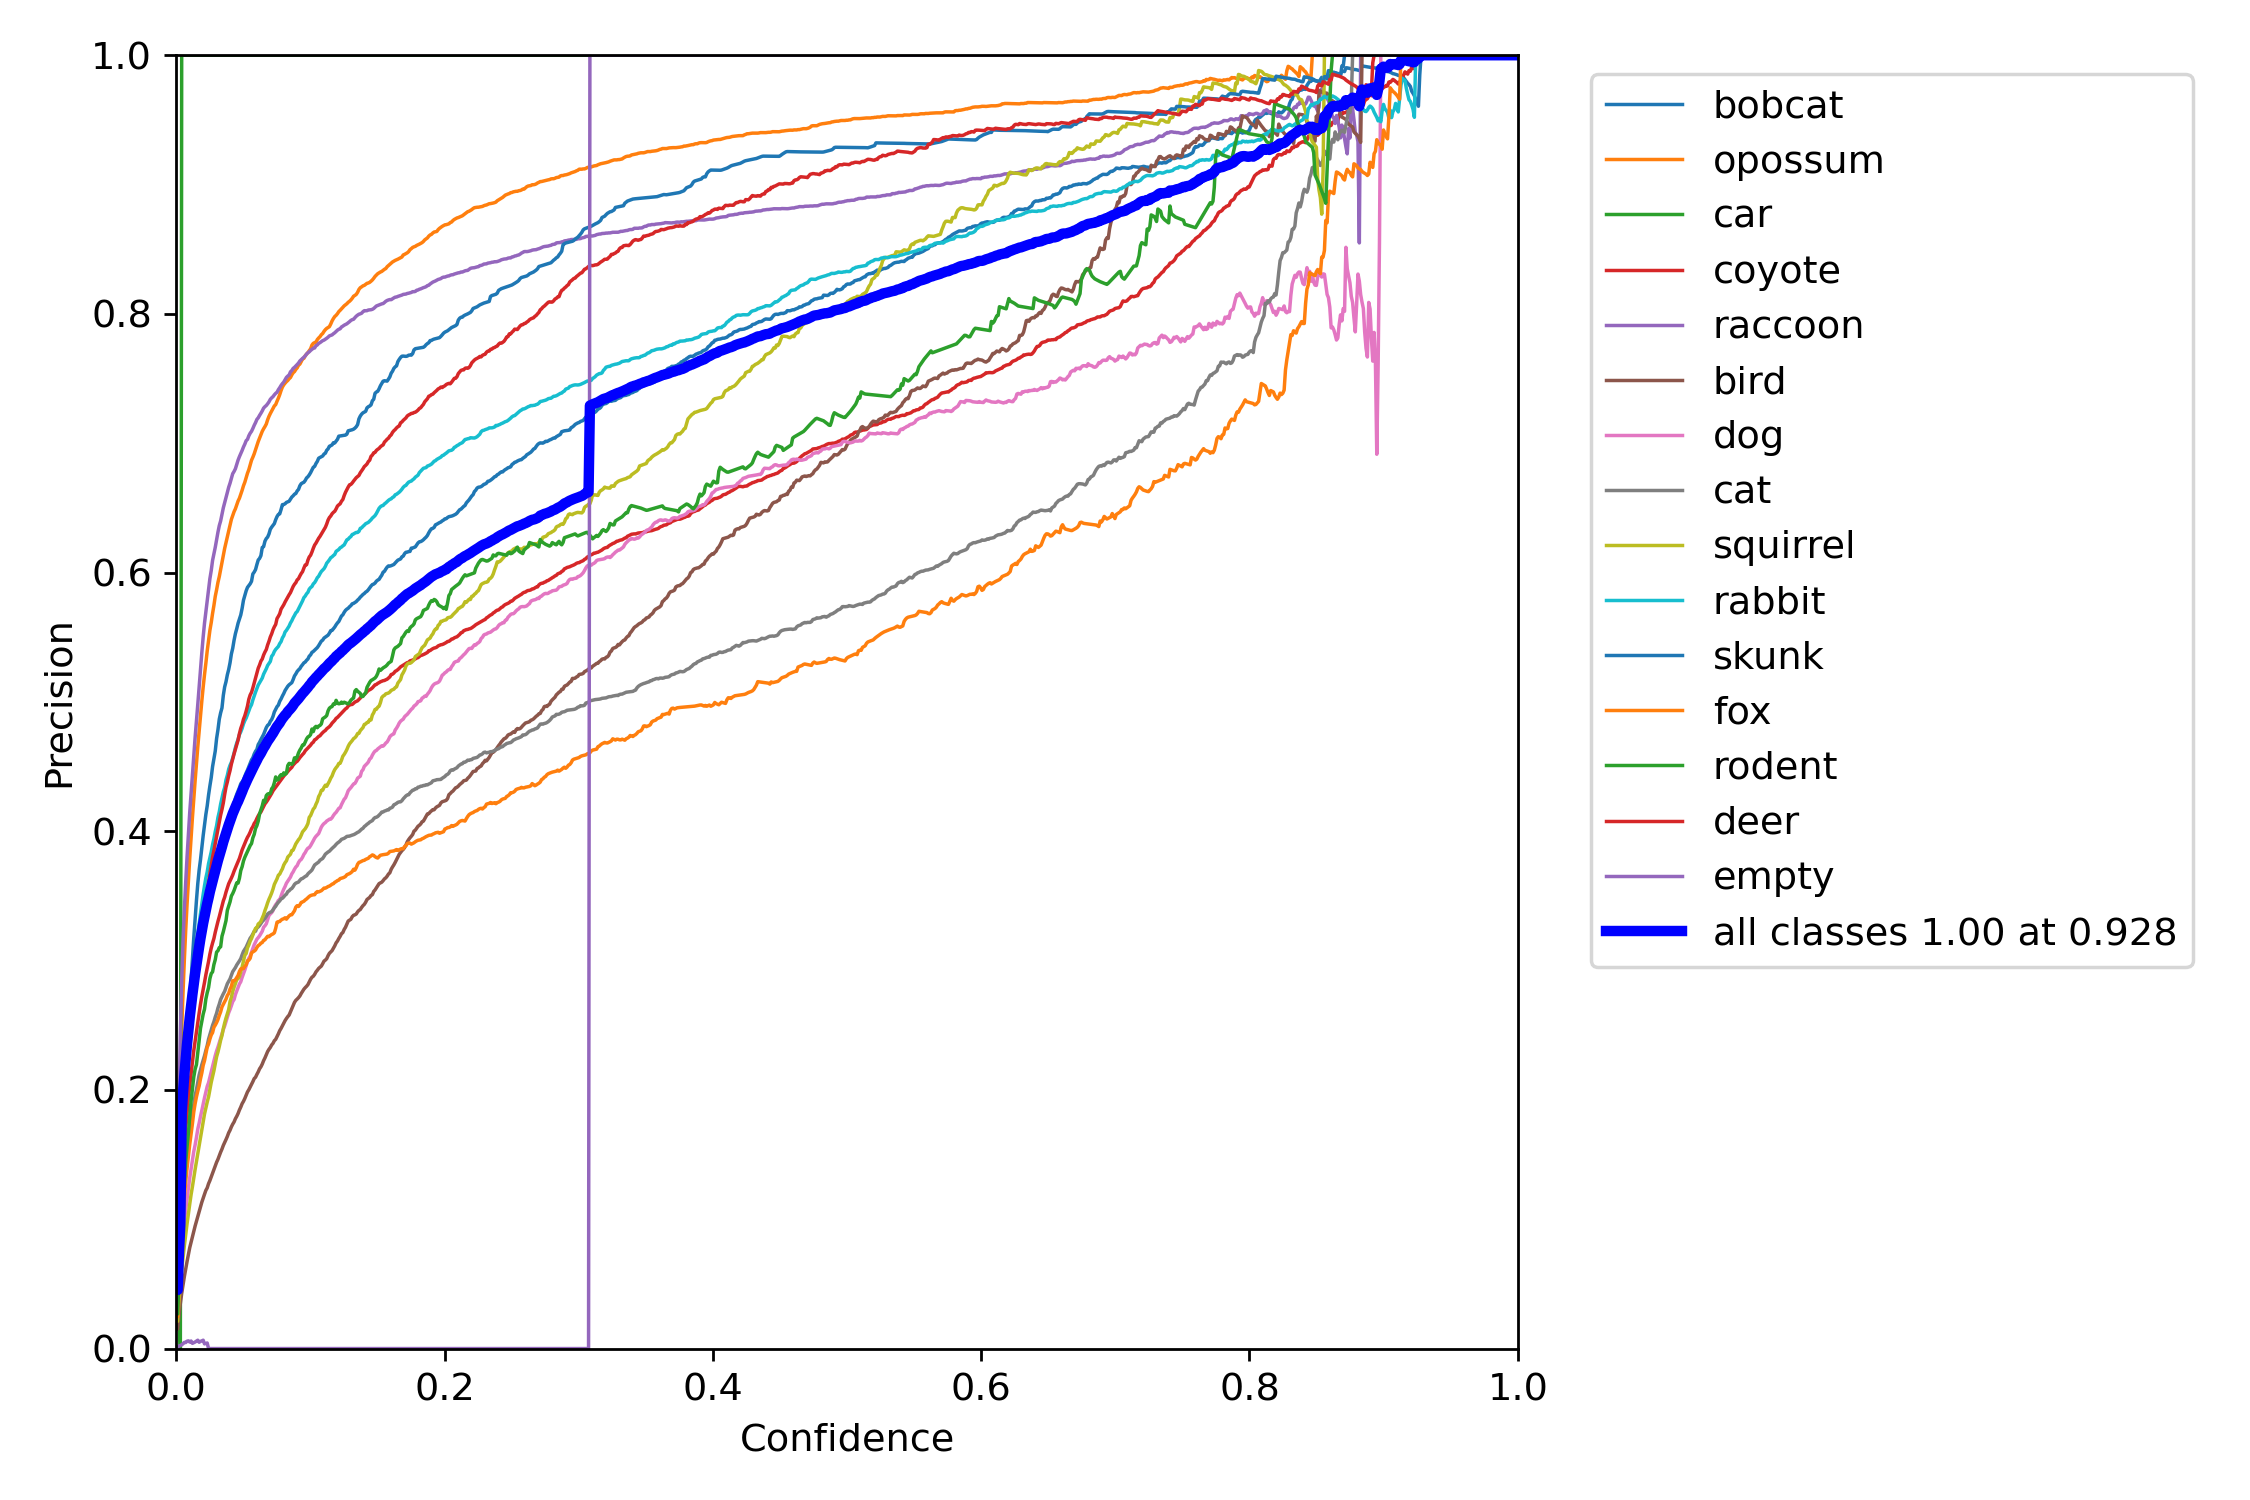 1.0
0.8
0.6
0.4
0.2
0.0
Precision
0.0 0.2 0.4 0.6 0.8 1.0
Confidence
bobcat
opossum
car
coyote
raccoon
bird
dog
cat
squirrel
rabbit
skunk
fox
rodent
deer
empty
all classes 1.00 at 0.928